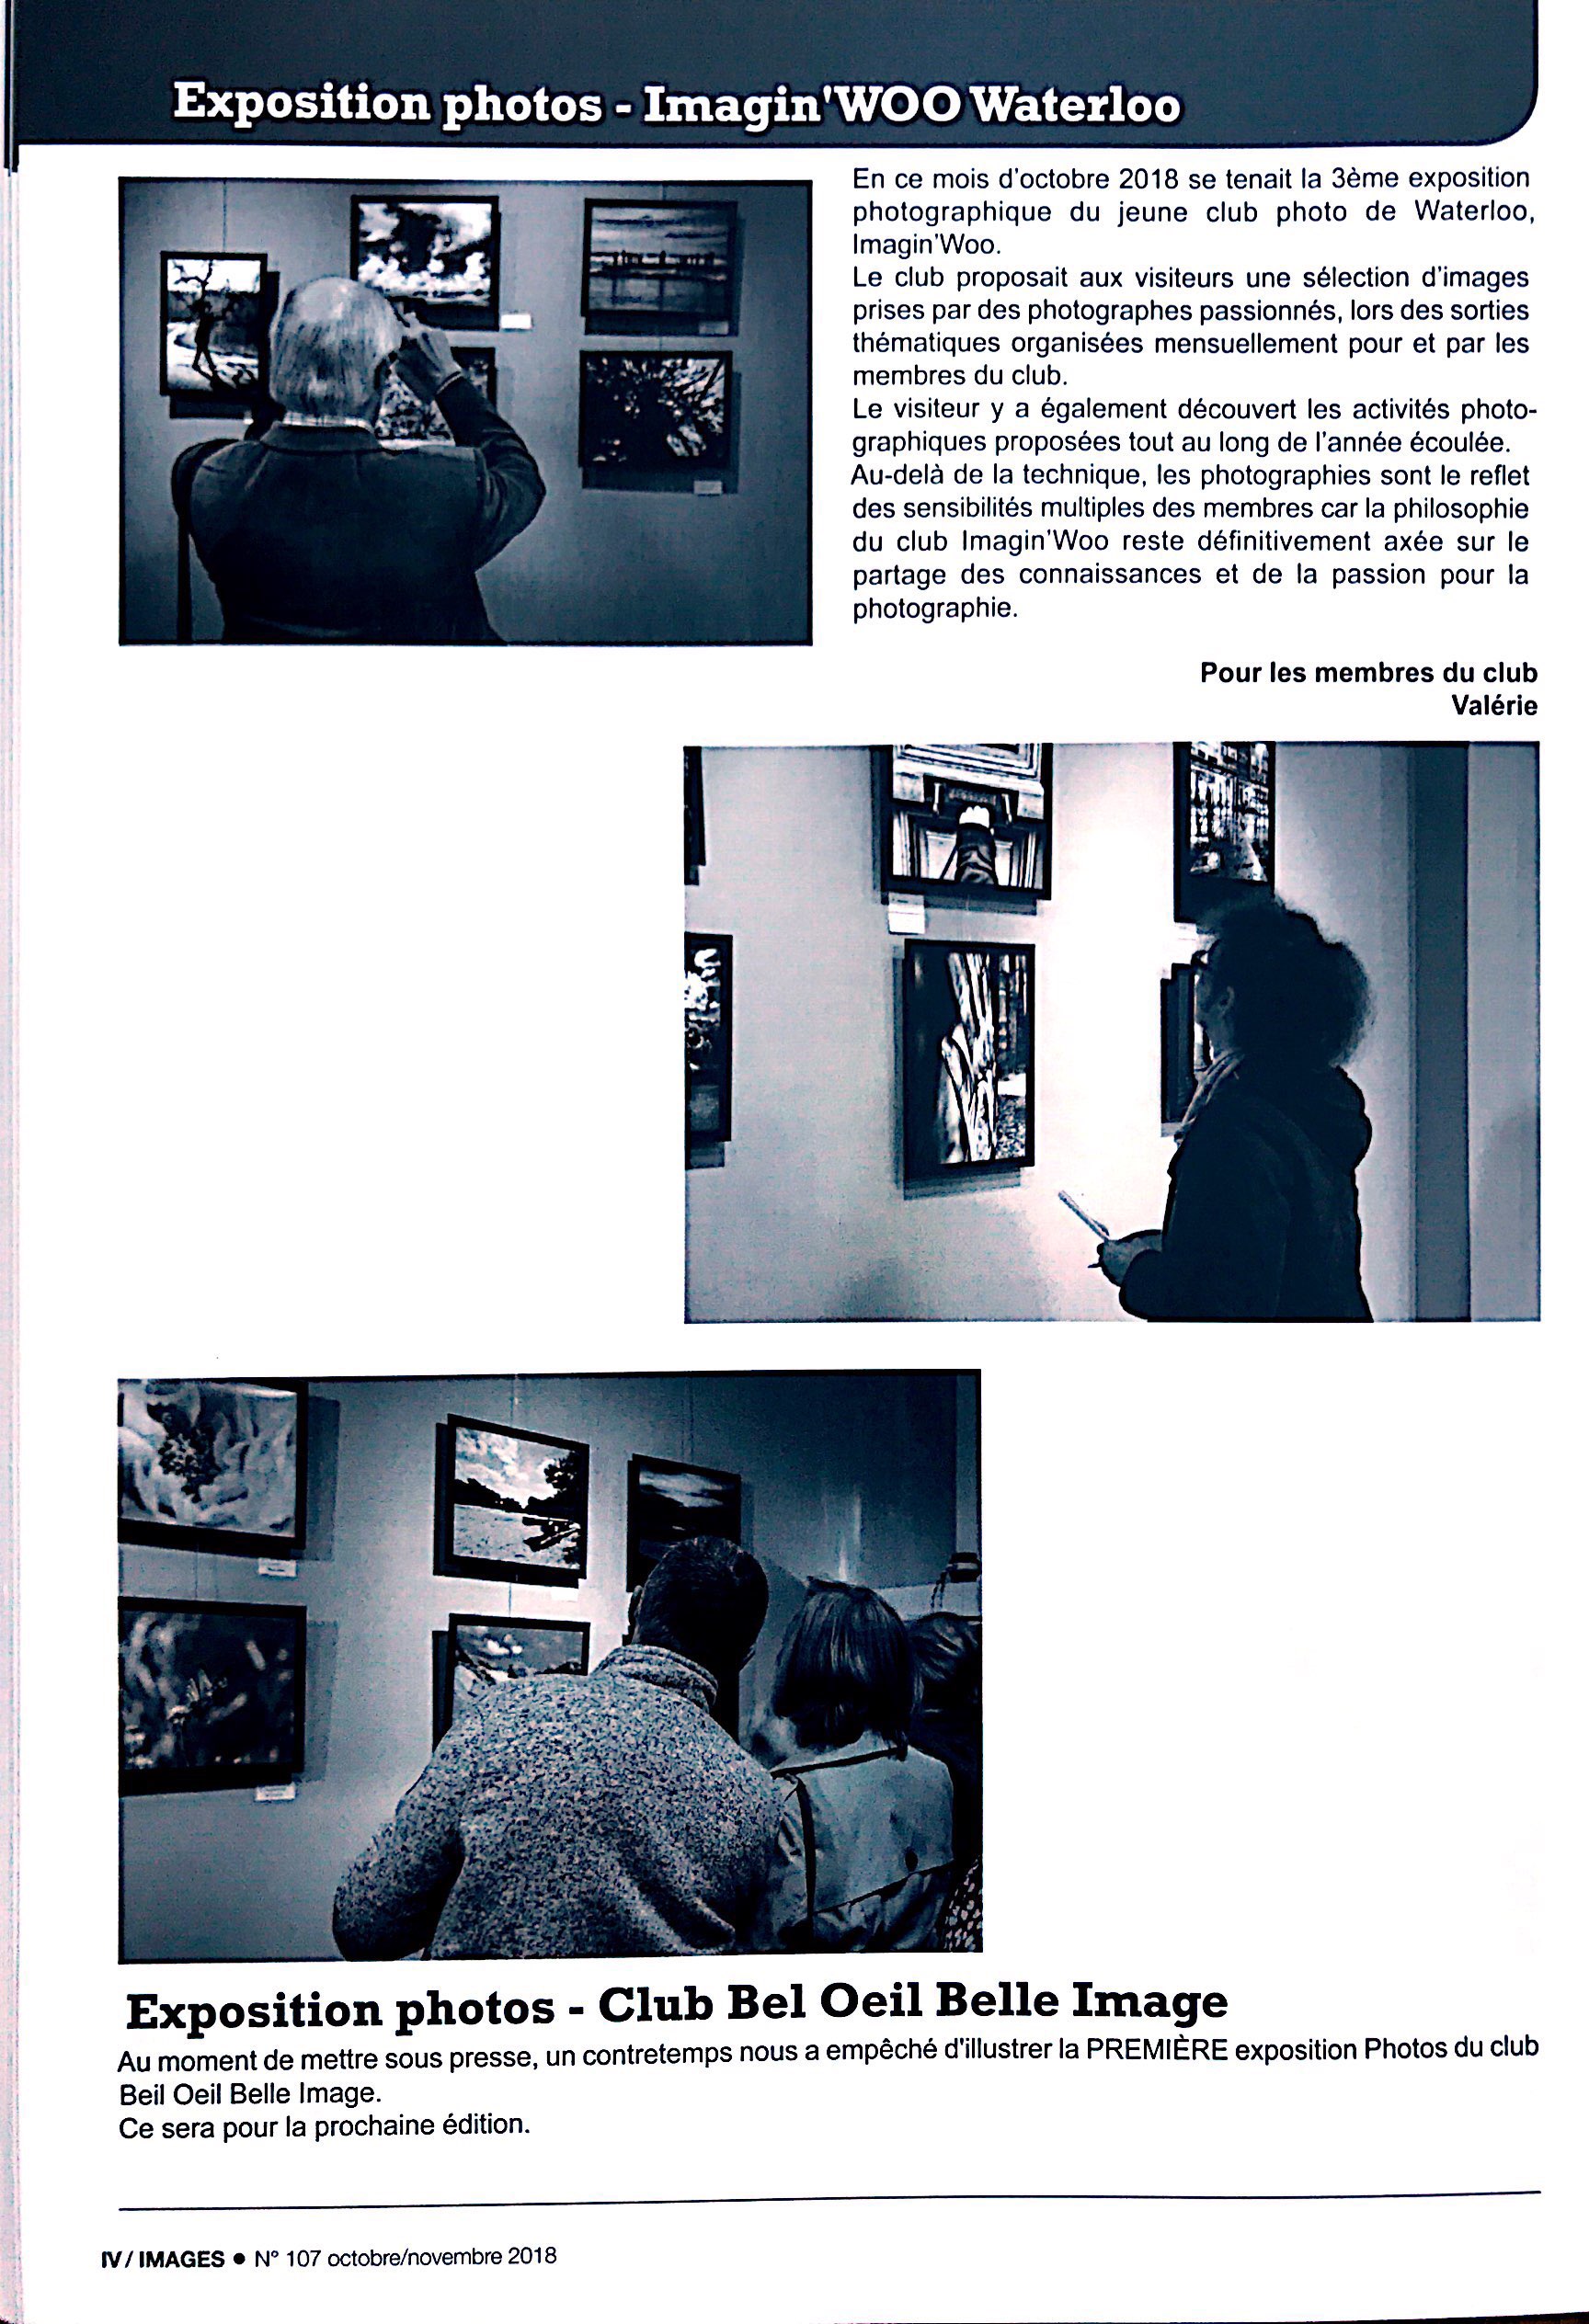 Exposition photos - Imagin'WOO Waterloo
En ce mois d'octobre 2018 se tenait la 3ème exposition
photographique du jeune club photo de Waterloo,
Imagin'Woo.
Le club proposait aux visiteurs une sélection d'images
prises par des photographes passionnés, lors des sorties
thématiques organisées mensuellement pour et par les
membres du club.
Le visiteur y a également découvert les activités photo-
graphiques proposées tout au long de l'année écoulée.
Au-delà de la technique, les photographies sont le reflet
des sensibilités multiples des membres car la philosophie
du club Imagin'Woo reste définitivement axée sur le
partage des connaissances et de la passion pour la
photographie.
Pour les membres du club
Valérie
Exposition photos - Club Bel Oeil Belle Image
Au moment de mettre sous presse, un contretemps nous a empêché d'illustrer la PREMIÈRE exposition Photos du club
Beil Oeil Belle Image.
Ce sera pour la prochaine édition.
IV / IMAGES ● N° 107 octobre/novembre 2018